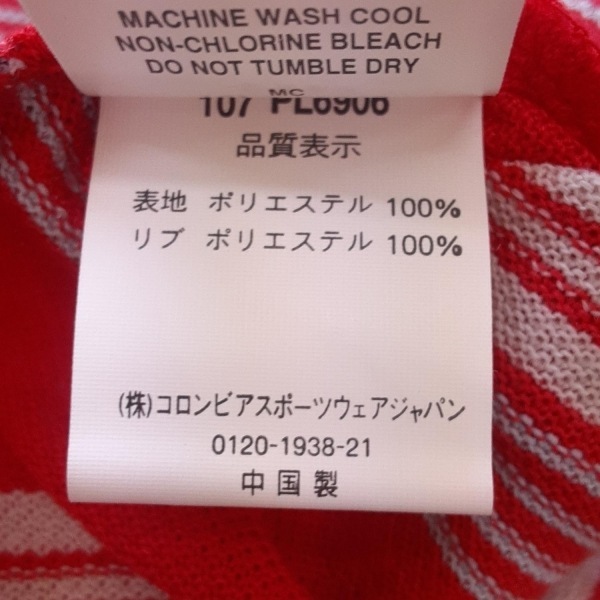 MACHINE WASH COOL
NON-CHLORINE BLEACH
DO NOT TUMBLE DRY
MC
107 PL6906
品質表示
表地 ポリエステル 100%
リブ ポリエステル 100%
(株)コロンビアスポーツウェアジャパン
0120-1938-21
中国製